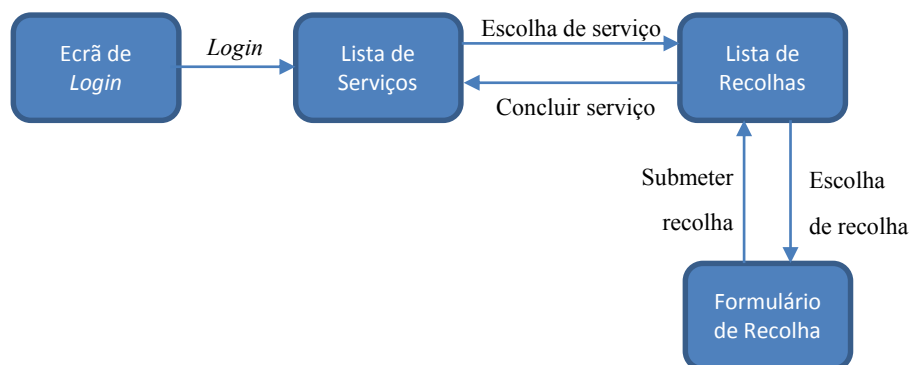 Ecrã de
Login
Login
Lista de
Serviços
Escolha de serviço
Concluir serviço
Lista de
Recolhas
Submeter
recolha
Escolha
de recolha
Formulário
de Recolha